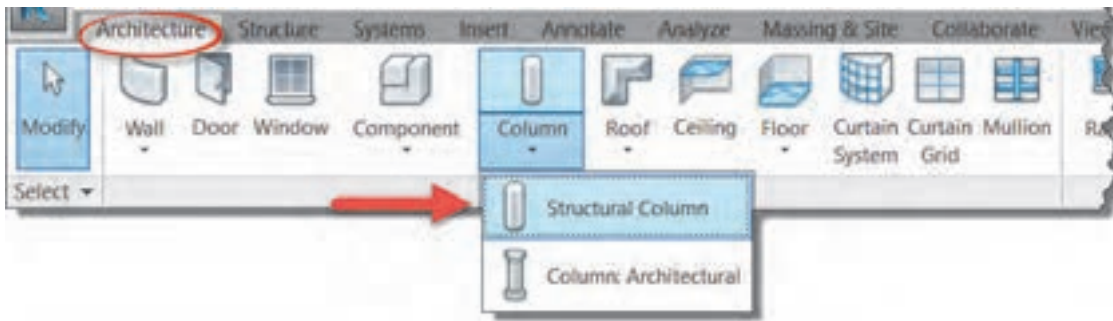 Architecture Structure Systems Insert Annotate Analyze Massing & Site Collaborate
Modify Wall Door Window Component Column Roof Ceiling Floor Curtain System Curtain Grid Mullion
Select
Structural Column
Column: Architectural